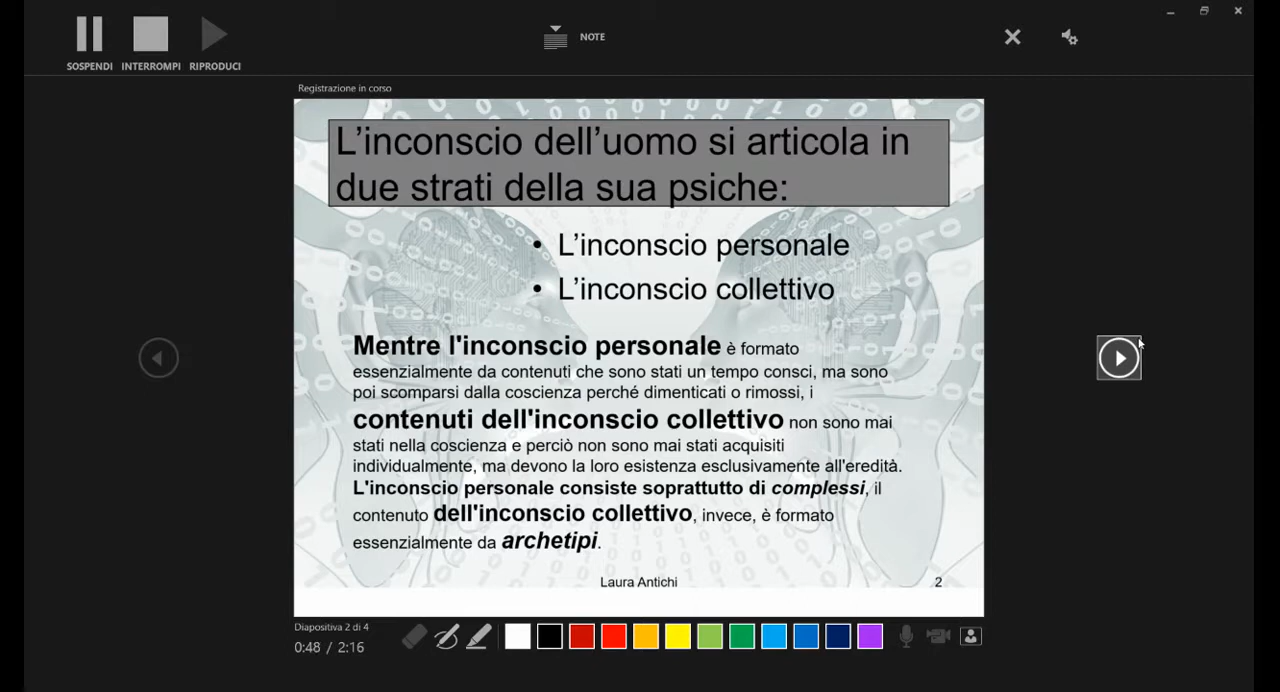 SOSPENDI INTERROMPI RIPRODUCI
NOTE
Registrazione in corso
L'inconscio dell'uomo si articola in
due strati della sua psiche:
• L'inconscio personale
• L'inconscio collettivo
Mentre l'inconscio personale è formato
essenzialmente da contenuti che sono stati un tempo consci, ma sono
poi scomparsi dalla coscienza perché dimenticati o rimossi, i
contenuti dell'inconscio collettivo non sono mai
stati nella coscienza e perciò non sono mai stati acquisiti
individualmente, ma devono la loro esistenza esclusivamente all'eredità.
L'inconscio personale consiste soprattutto di complessi, il
contenuto dell'inconscio collettivo, invece, è formato
essenzialmente da archetipi.
Laura Antichi 2
Diapositiva 2 di 4
0:48 / 2:16